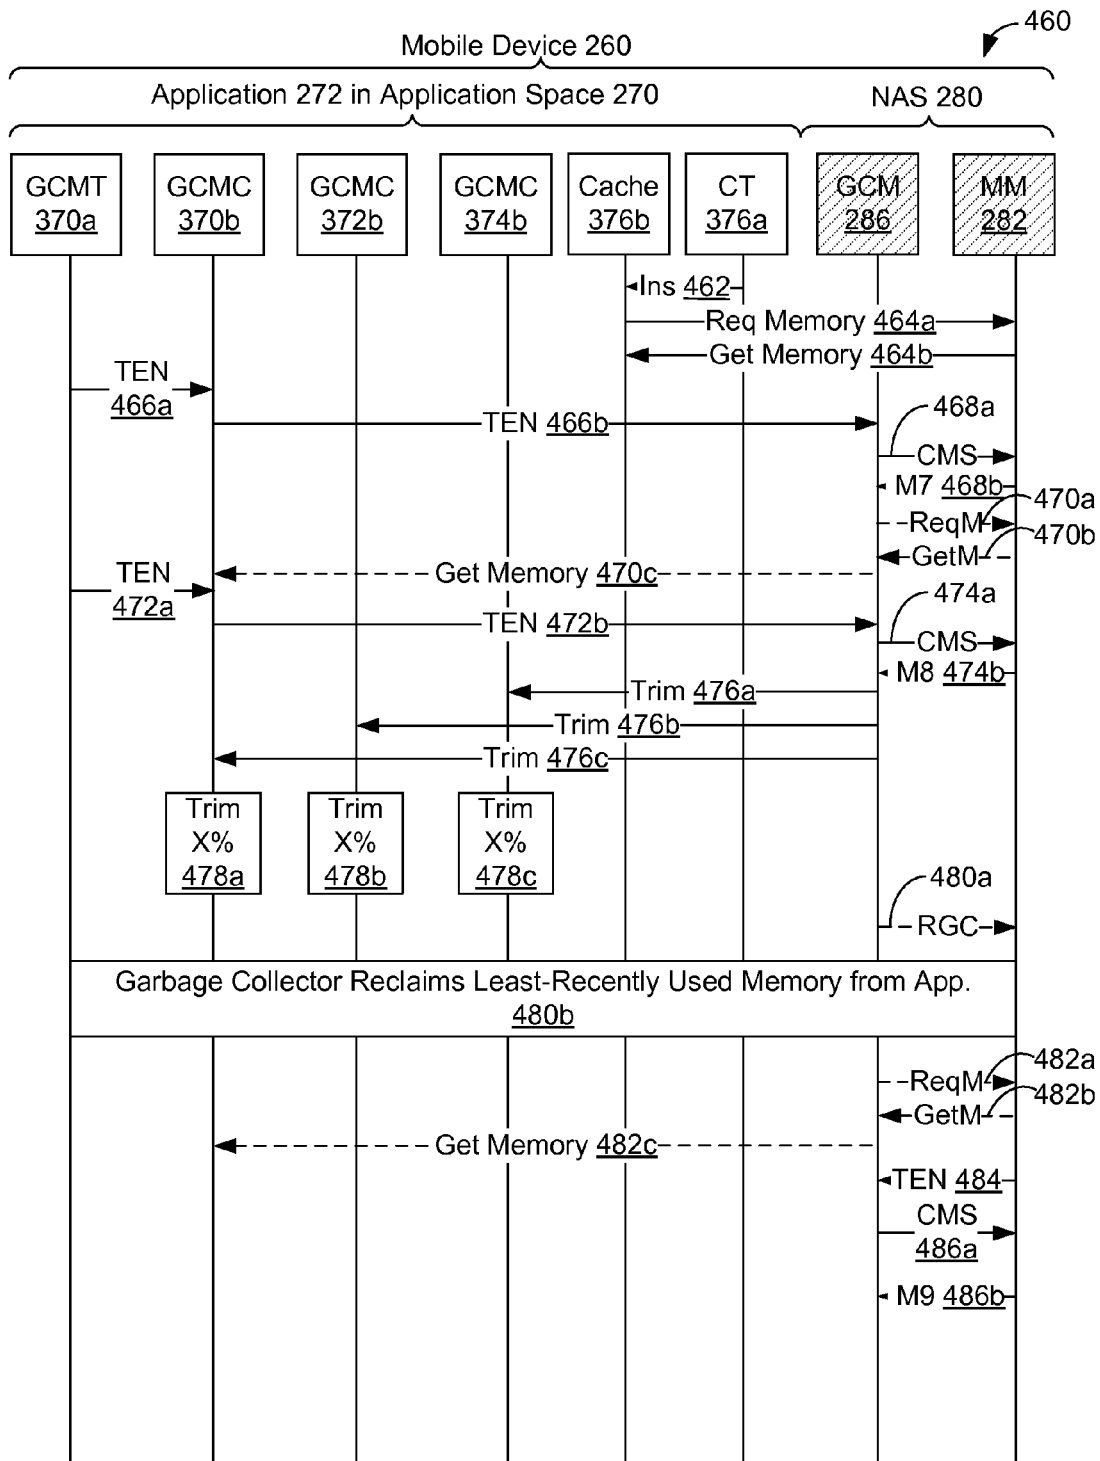 460
Mobile Device 260
Application 272 in Application Space 270
NAS 280
GCMT
370a
GCMC
370b
GCMC
372b
GCMC
374b
Cache
376b
CT
376a
GCM
286
MM
282
Ins 462
Req Memory 464a
Get Memory 464b
TEN
466a
TEN 466b
468a
CMS
M7 468b
470a
ReqM
470b
GetM
Get Memory 470c
TEN
472a
TEN 472b
474a
CMS
M8 474b
Trim 476a
Trim 476b
Trim 476c
Trim
X%
478a
Trim
X%
478b
Trim
X%
478c
480a
RGC
Garbage Collector Reclaims Least-Recently Used Memory from App.
480b
482a
ReqM
482b
GetM
Get Memory 482c
TEN 484
CMS
486a
M9 486b